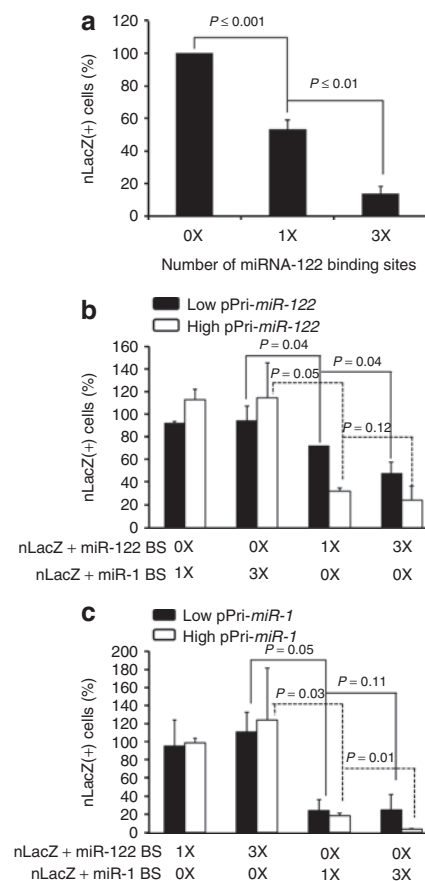 a
120
100
80
60
40
20
0
nLacZ(+) cells (%)
P ≤ 0.001
P ≤ 0.01
0X 1X 3X
Number of miRNA-122 binding sites
b
Low pPri-miR-122
High pPri-miR-122
160
140
120
100
80
60
40
20
0
nLacZ(+) cells (%)
P = 0.04
P = 0.04
P = 0.05
P = 0.12
nLacZ + miR-122 BS 0X 0X 1X 3X
nLacZ + miR-1 BS 1X 3X 0X 0X
c
Low pPri-miR-1
High pPri-miR-1
200
180
160
140
120
100
80
60
40
20
0
nLacZ(+) cells (%)
P = 0.05
P = 0.11
P = 0.03
P = 0.01
nLacZ + miR-122 BS 1X 3X 0X 0X
nLacZ + miR-1 BS 0X 0X 1X 3X